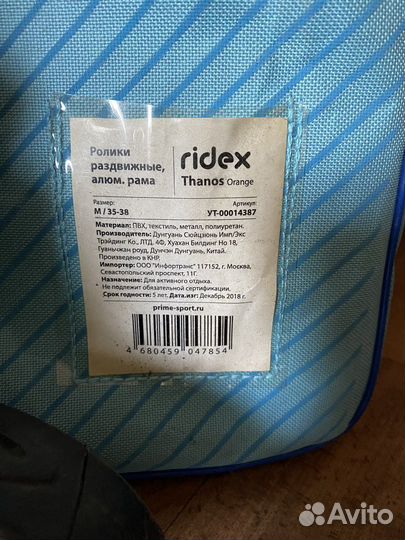 Ролики
раздвижные,
алюм. рама
ridex
Thanos Orange
Размер:
M / 35-38
Артикул:
УТ-00014387
Материал: ПВХ, текстиль, металл, полиуретан.
Производитель: Дунгуань Сюйцзюнь Имп/Экс
Трэйдинг Ко., ЛТД. 4Ф, Хуахан Билдинг Но 18,
Гуаньчжан роуд, Дунчэн Дунгуань, Китай.
Произведено в КНР.
Импортер: ООО "Инфортранс" 117152, г. Москва,
Севастопольский проспект, 11Г.
Назначение: Для активного отдыха.
Не подлежит обязательной сертификации.
Срок годности: 5 лет. Дата.изг: Декабрь 2018 г.
prime-sport.ru
4 680459 047854
Avito